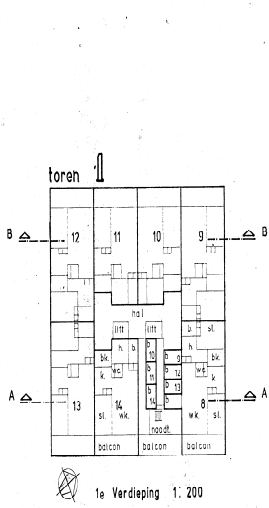 toren 1
B 12 11 10 9 B
hal
lift lift
h. b. b 10 b 9 b. sl.
bk. h.
k. wc b 11 b 12 wc bk.
b 13 k.
A 13 14 b 14 b 8 A
sl. wk. wk. sl.
noodt.
balcon balcon balcon
1e Verdieping 1:200